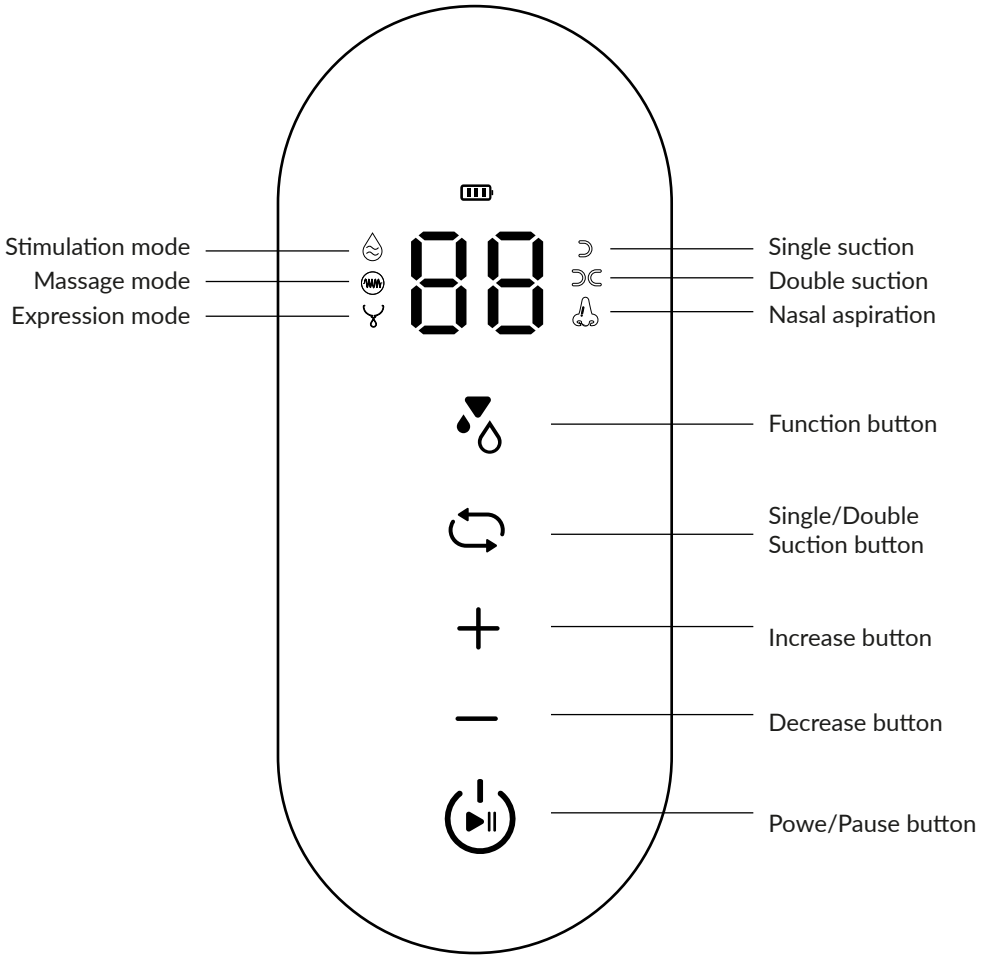 Stimulation mode
Massage mode
Expression mode
88
Single suction
Double suction
Nasal aspiration
Function button
Single/Double
Suction button
Increase button
Decrease button
Powe/Pause button